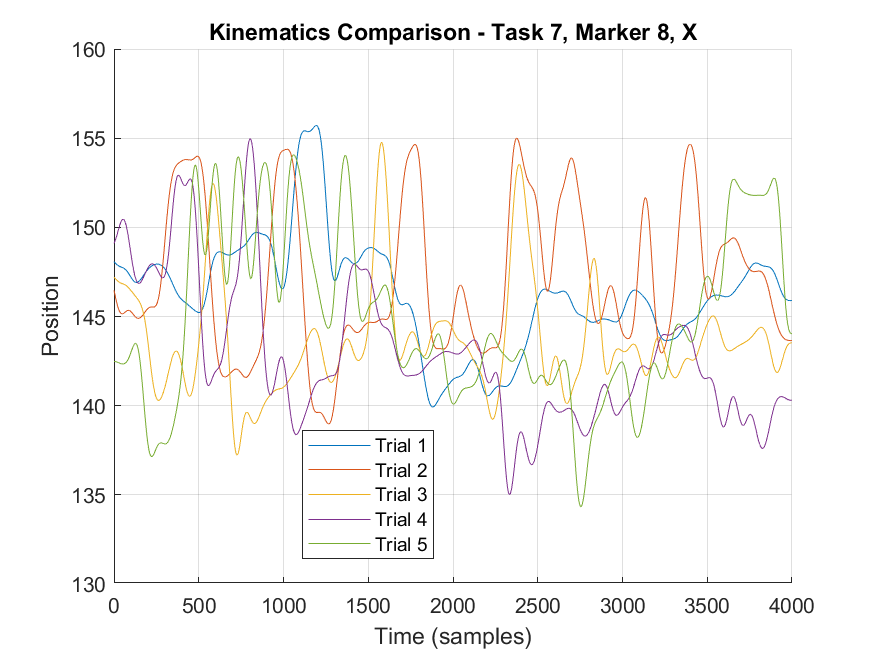 Kinematics Comparison - Task 7, Marker 8, X
160
155
150
145
140
135
130
Position
Trial 1
Trial 2
Trial 3
Trial 4
Trial 5
0 500 1000 1500 2000 2500 3000 3500 4000
Time (samples)